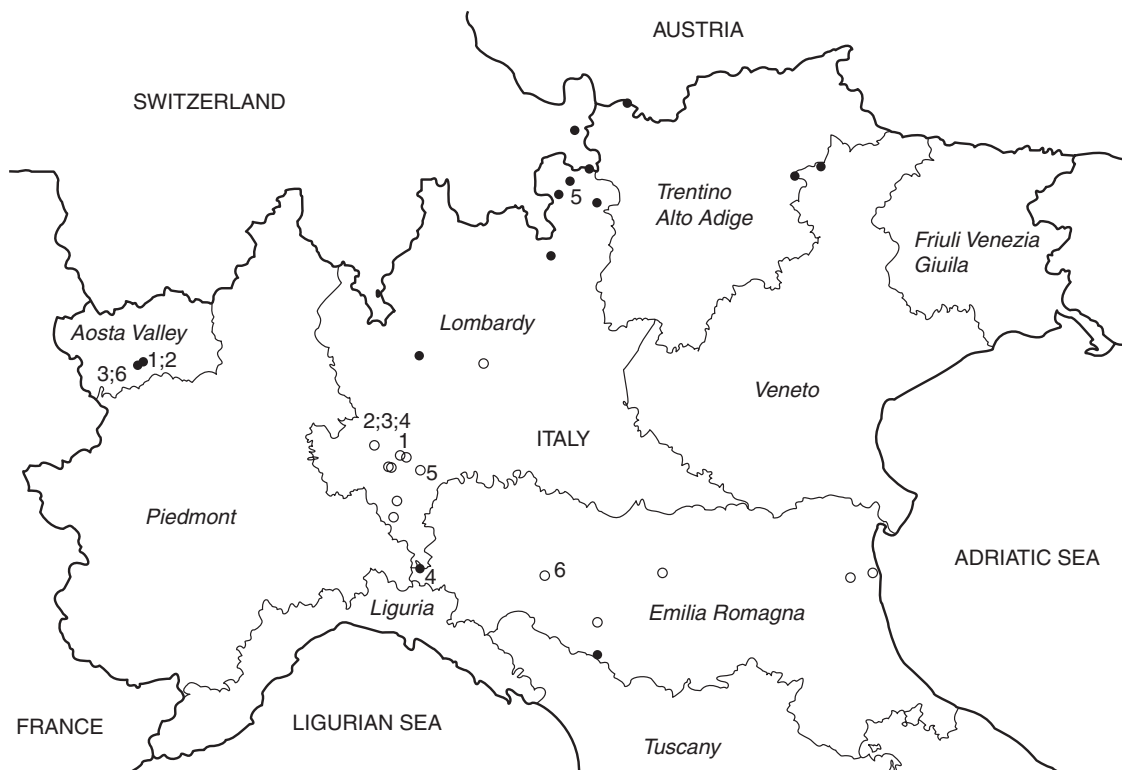 AUSTRIA
SWITZERLAND
Trentino
Alto Adige
5
Friuli Venezia
Giuila
Aosta Valley
Lombardy
1;2
3;6
Veneto
2;3;4
1
ITALY
5
Piedmont
ADRIATIC SEA
6
4
Liguria
Emilia Romagna
FRANCE
LIGURIAN SEA
Tuscany